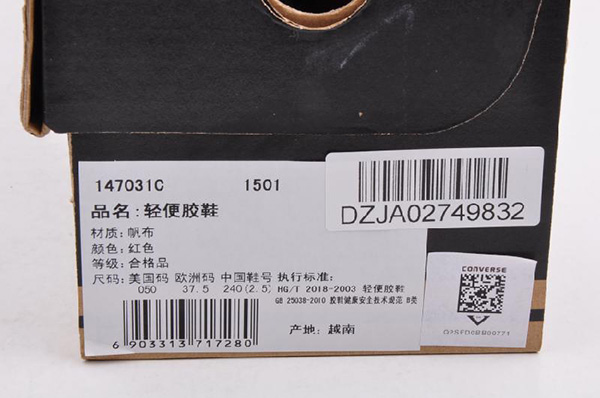 147031C 1501
品名:轻便胶鞋
材质:帆布
颜色:红色
等级:合格品
尺码:美国码 欧洲码 中国鞋号 执行标准:
050 37.5 240(2.5) HG/T 2018-2003 轻便胶鞋
GB 25038-2010 胶鞋健康安全技术规范 B类
产地:越南
6 903313 717280
DZJA02749832
CONVERSE